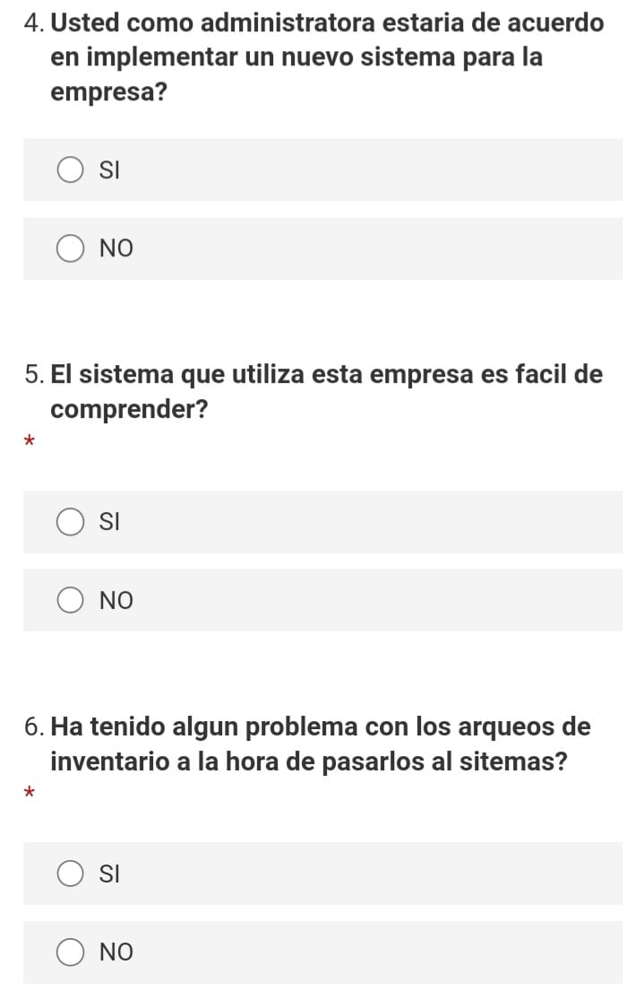 4. Usted como administratora estaria de acuerdo
en implementar un nuevo sistema para la
empresa?
SI
NO
5. El sistema que utiliza esta empresa es facil de
comprender?
*
SI
NO
6. Ha tenido algun problema con los arqueos de
inventario a la hora de pasarlos al sitemas?
*
SI
NO